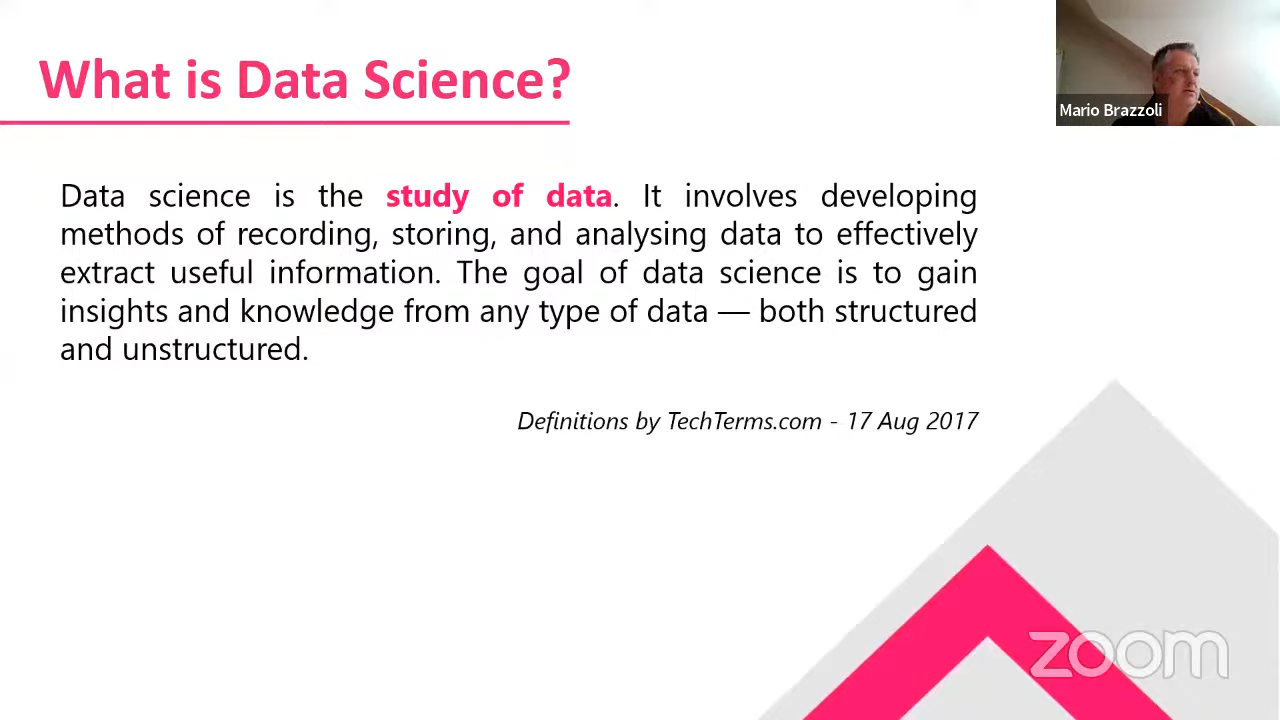 What is Data Science?
Mario Brazzoli
Data science is the study of data. It involves developing
methods of recording, storing, and analysing data to effectively
extract useful information. The goal of data science is to gain
insights and knowledge from any type of data — both structured
and unstructured.
Definitions by TechTerms.com - 17 Aug 2017
zoom